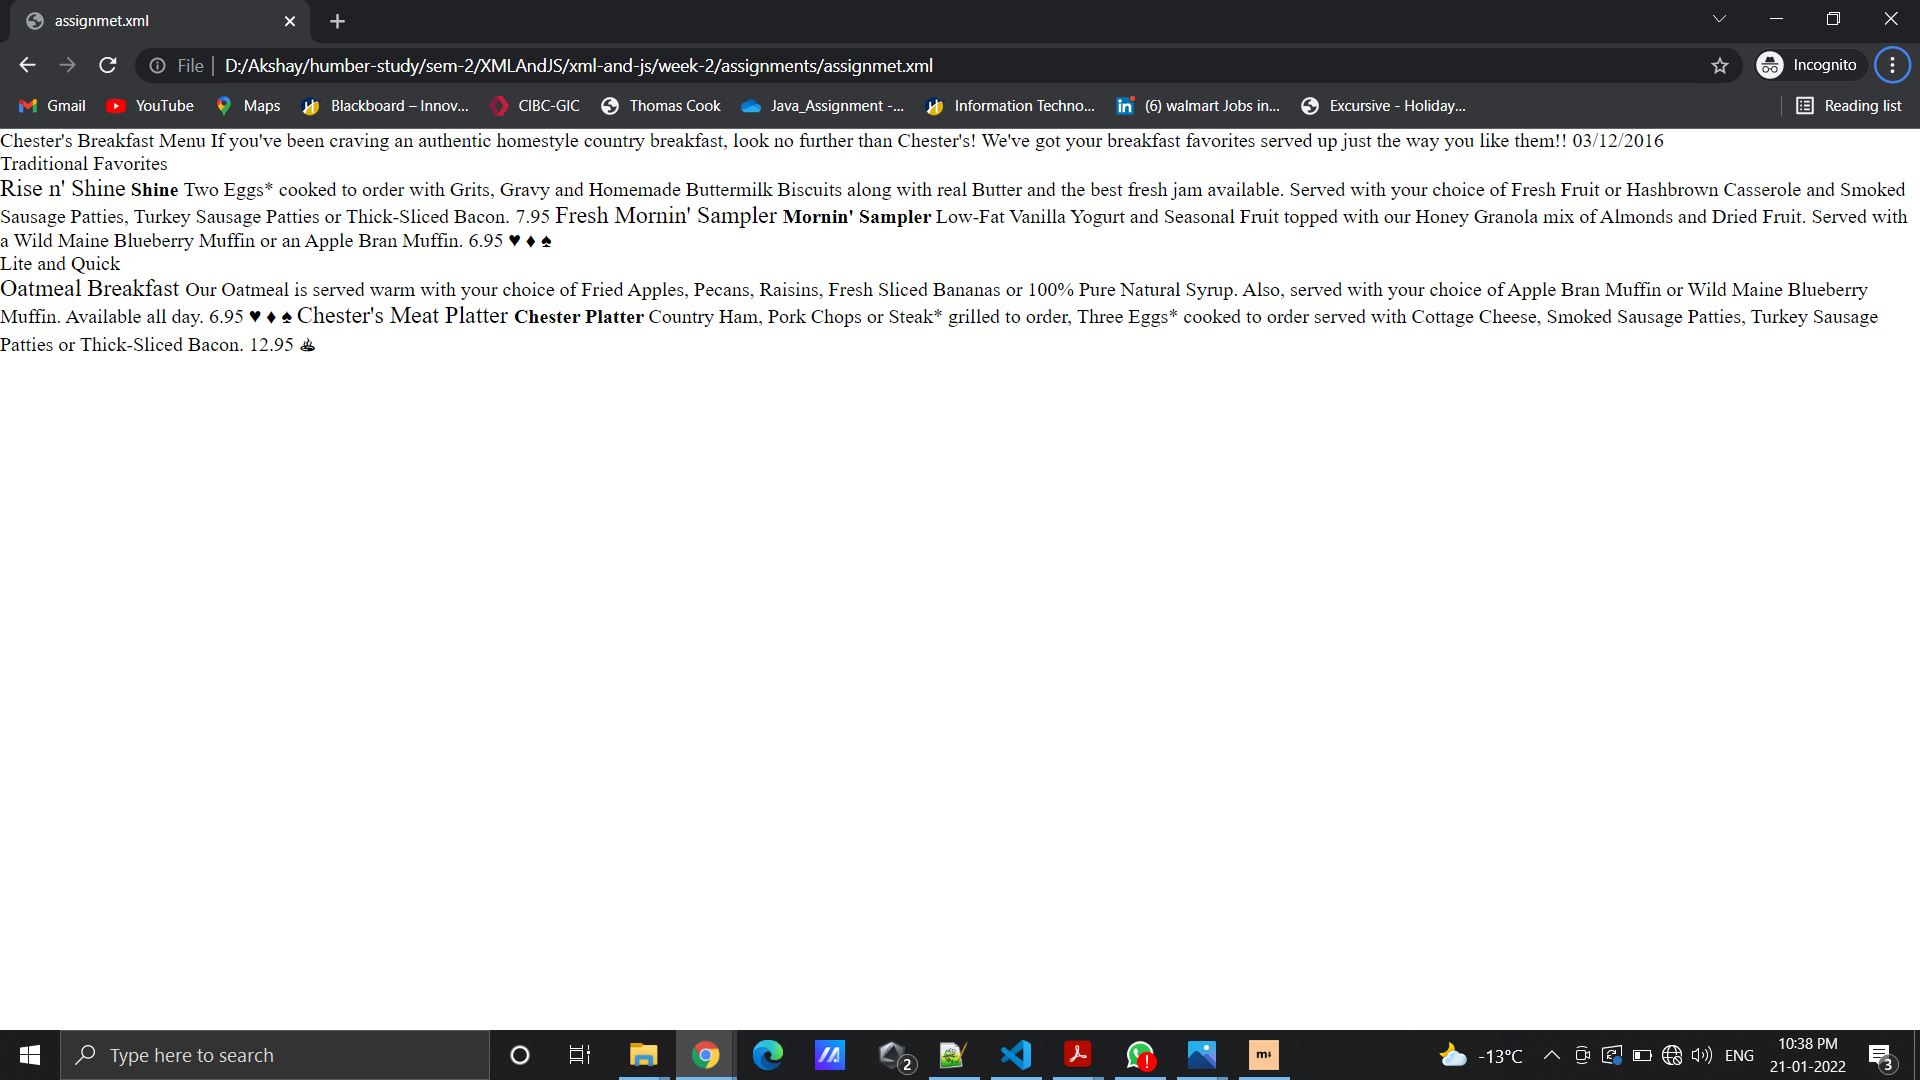 assignmet.xml
File | D:/Akshay/humber-study/sem-2/XMLAndJS/xml-and-js/week-2/assignments/assignmet.xml
Incognito
Gmail YouTube Maps Blackboard – Innov... CIBC-GIC Thomas Cook Java_Assignment -... Information Techno... (6) walmart Jobs in... Excursive - Holiday... Reading list
Chester's Breakfast Menu If you've been craving an authentic homestyle country breakfast, look no further than Chester's! We've got your breakfast favorites served up just the way you like them!! 03/12/2016
Traditional Favorites
Rise n' Shine Shine Two Eggs* cooked to order with Grits, Gravy and Homemade Buttermilk Biscuits along with real Butter and the best fresh jam available. Served with your choice of Fresh Fruit or Hashbrown Casserole and Smoked
Sausage Patties, Turkey Sausage Patties or Thick-Sliced Bacon. 7.95 Fresh Mornin' Sampler Mornin' Sampler Low-Fat Vanilla Yogurt and Seasonal Fruit topped with our Honey Granola mix of Almonds and Dried Fruit. Served with
a Wild Maine Blueberry Muffin or an Apple Bran Muffin. 6.95 ♥ ♦ ♠
Lite and Quick
Oatmeal Breakfast Our Oatmeal is served warm with your choice of Fried Apples, Pecans, Raisins, Fresh Sliced Bananas or 100% Pure Natural Syrup. Also, served with your choice of Apple Bran Muffin or Wild Maine Blueberry
Muffin. Available all day. 6.95 ♥ ♦ ♠ Chester's Meat Platter Chester Platter Country Ham, Pork Chops or Steak* grilled to order, Three Eggs* cooked to order served with Cottage Cheese, Smoked Sausage Patties, Turkey Sausage
Patties or Thick-Sliced Bacon. 12.95 ♨
Type here to search
2
-13°C
ENG
10:38 PM
21-01-2022
3